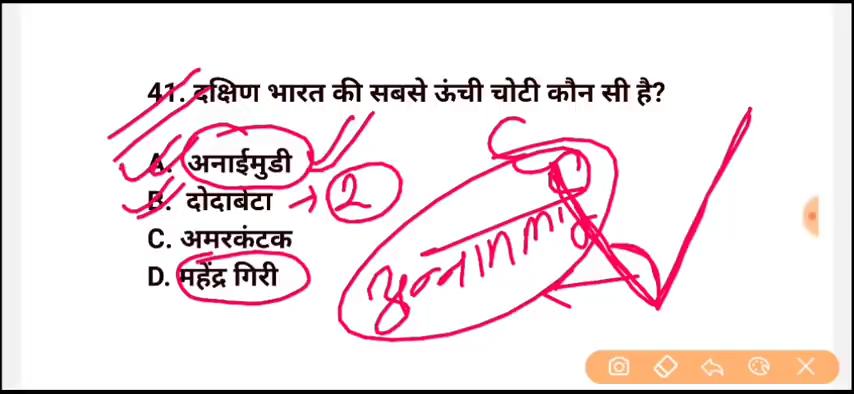 41. दक्षिण भारत की सबसे ऊंची चोटी कौन सी है?
A. अनाईमुडी
B. दोदाबेटा → 2
C. अमरकंटक
D. महेंद्र गिरी